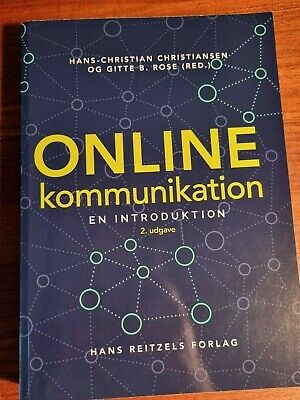 HANS-CHRISTIAN CHRISTIANSEN
OG GITTE B. ROSE (RED.)
ONLINE
kommunikation
EN INTRODUKTION
2. udgave
HANS REITZELS FORLAG